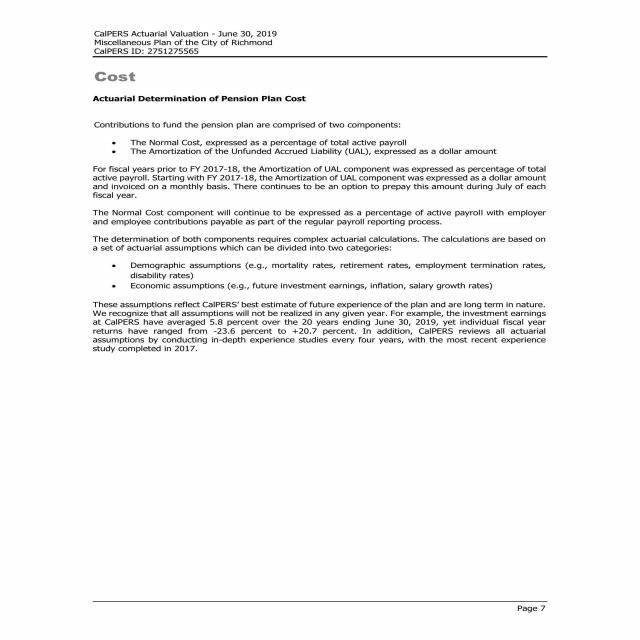 CalPERS Actuarial Valuation - June 30, 2019
Miscellaneous Plan of the City of Richmond
CalPERS ID: 2751275565
Cost
Actuarial Determination of Pension Plan Cost
Contributions to fund the pension plan are comprised of two components:
• The Normal Cost, expressed as a percentage of total active payroll
• The Amortization of the Unfunded Accrued Liability (UAL), expressed as a dollar amount
For fiscal years prior to FY 2017-18, the Amortization of UAL component was expressed as percentage of total
active payroll. Starting with FY 2017-18, the Amortization of UAL component was expressed as a dollar amount
and invoiced on a monthly basis. There continues to be an option to prepay this amount during July of each
fiscal year.
The Normal Cost component will continue to be expressed as a percentage of active payroll with employer
and employee contributions payable as part of the regular payroll reporting process.
The determination of both components requires complex actuarial calculations. The calculations are based on
a set of actuarial assumptions which can be divided into two categories:
• Demographic assumptions (e.g., mortality rates, retirement rates, employment termination rates,
disability rates)
• Economic assumptions (e.g., future investment earnings, inflation, salary growth rates)
These assumptions reflect CalPERS' best estimate of future experience of the plan and are long term in nature.
We recognize that all assumptions will not be realized in any given year. For example, the investment earnings
at CalPERS have averaged 5.8 percent over the 20 years ending June 30, 2019, yet individual fiscal year
returns have ranged from -23.6 percent to +20.7 percent. In addition, CalPERS reviews all actuarial
assumptions by conducting in-depth experience studies every four years, with the most recent experience
study completed in 2017.
Page 7